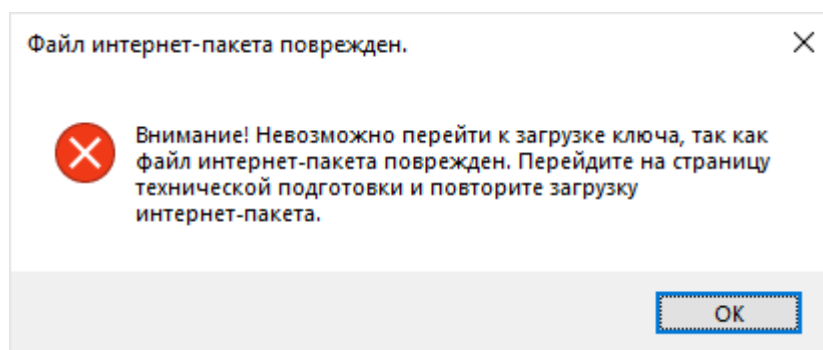 Файл интернет-пакета поврежден.
Внимание! Невозможно перейти к загрузке ключа, так как
файл интернет-пакета поврежден. Перейдите на страницу
технической подготовки и повторите загрузку
интернет-пакета.
ОК